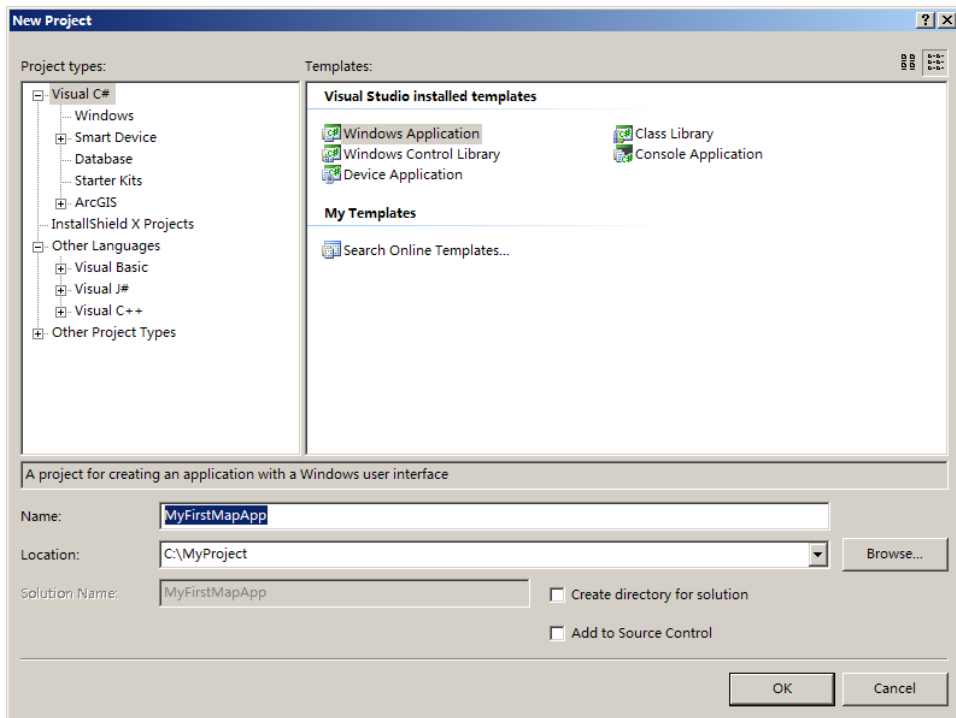 New Project
Project types:
Templates:
Visual C#
Windows
Smart Device
Database
Starter Kits
ArcGIS
InstallShield X Projects
Other Languages
Visual Basic
Visual J#
Visual C++
Other Project Types
Visual Studio installed templates
Windows Application
Class Library
Windows Control Library
Console Application
Device Application
My Templates
Search Online Templates...
A project for creating an application with a Windows user interface
Name:
MyFirstMapApp
Location:
C:\MyProject
Browse...
Solution Name:
MyFirstMapApp
Create directory for solution
Add to Source Control
OK
Cancel